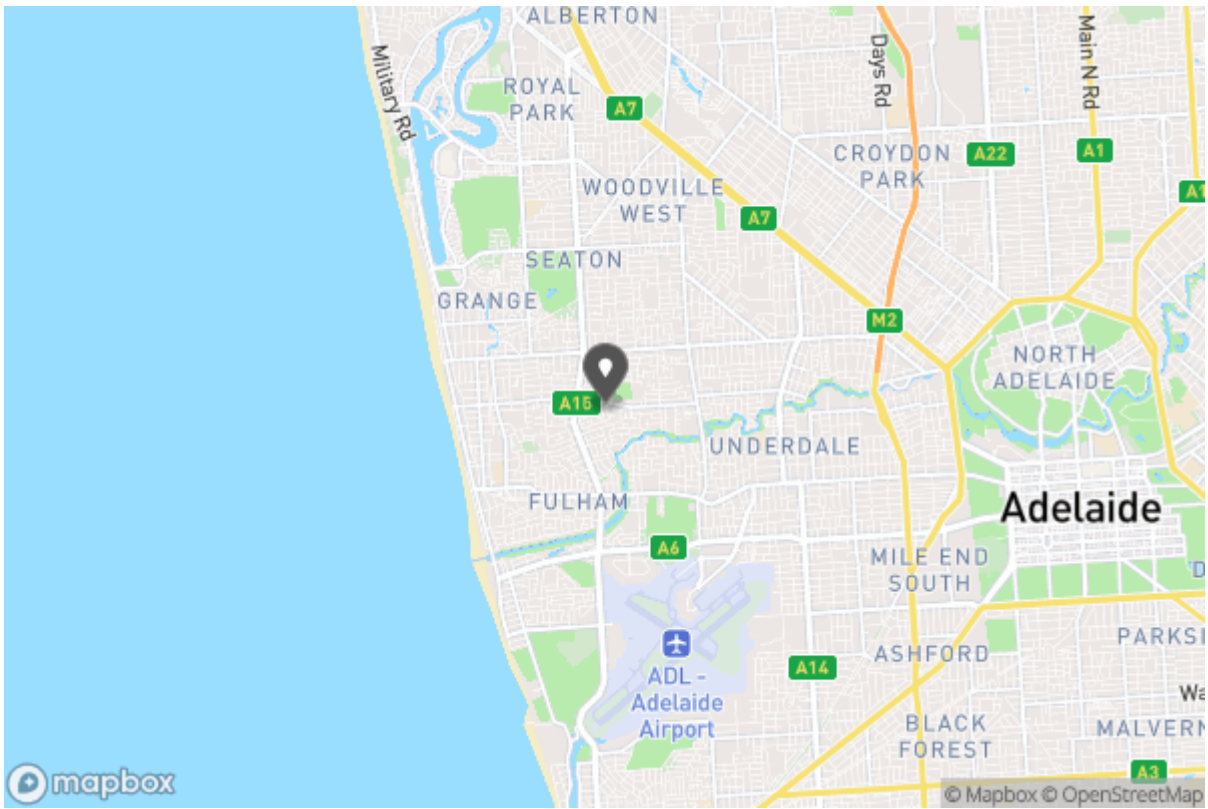 ALBERTON
Military Rd
Days Rd
Main N Rd
ROYAL
PARK
A7
CROYDON
PARK
A22
A1
WOODVILLE
WEST
A1
A7
SEATON
GRANGE
M2
NORTH
ADELAIDE
A15
UNDERDALE
FULHAM
Adelaide
A6
MILE END
SOUTH
PARKSI
ASHFORD
A14
ADL -
Adelaide
Airport
Wa
BLACK
FOREST
MALVERN
A3
mapbox
© Mapbox © OpenStreetMap